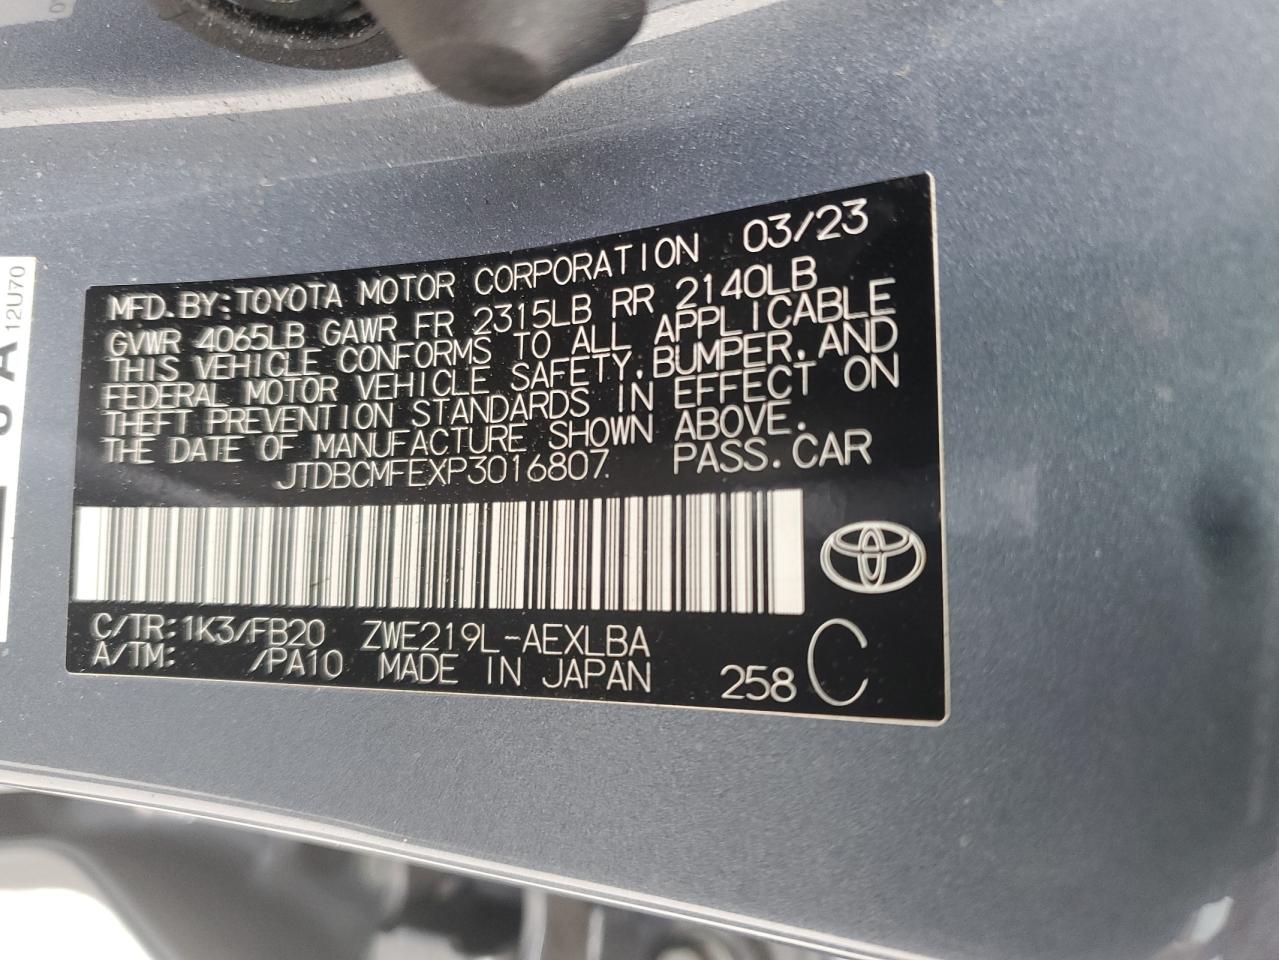 MFD.BY:TOYOTA MOTOR CORPORATION 03/23
GVWR 4065LB GAWR FR 2315LB RR 2140LB
THIS VEHICLE CONFORMS TO ALL APPLICABLE
FEDERAL MOTOR VEHICLE SAFETY,BUMPER,AND
THEFT PREVENTION STANDARDS IN EFFECT ON
THE DATE OF MANUFACTURE SHOWN ABOVE.
JTDBCMFEXP3016807. PASS.CAR
C/TR:1K3/FB20 ZWE219L-AEXLBA
A/TM: /PA10 MADE IN JAPAN 258 C
12U70